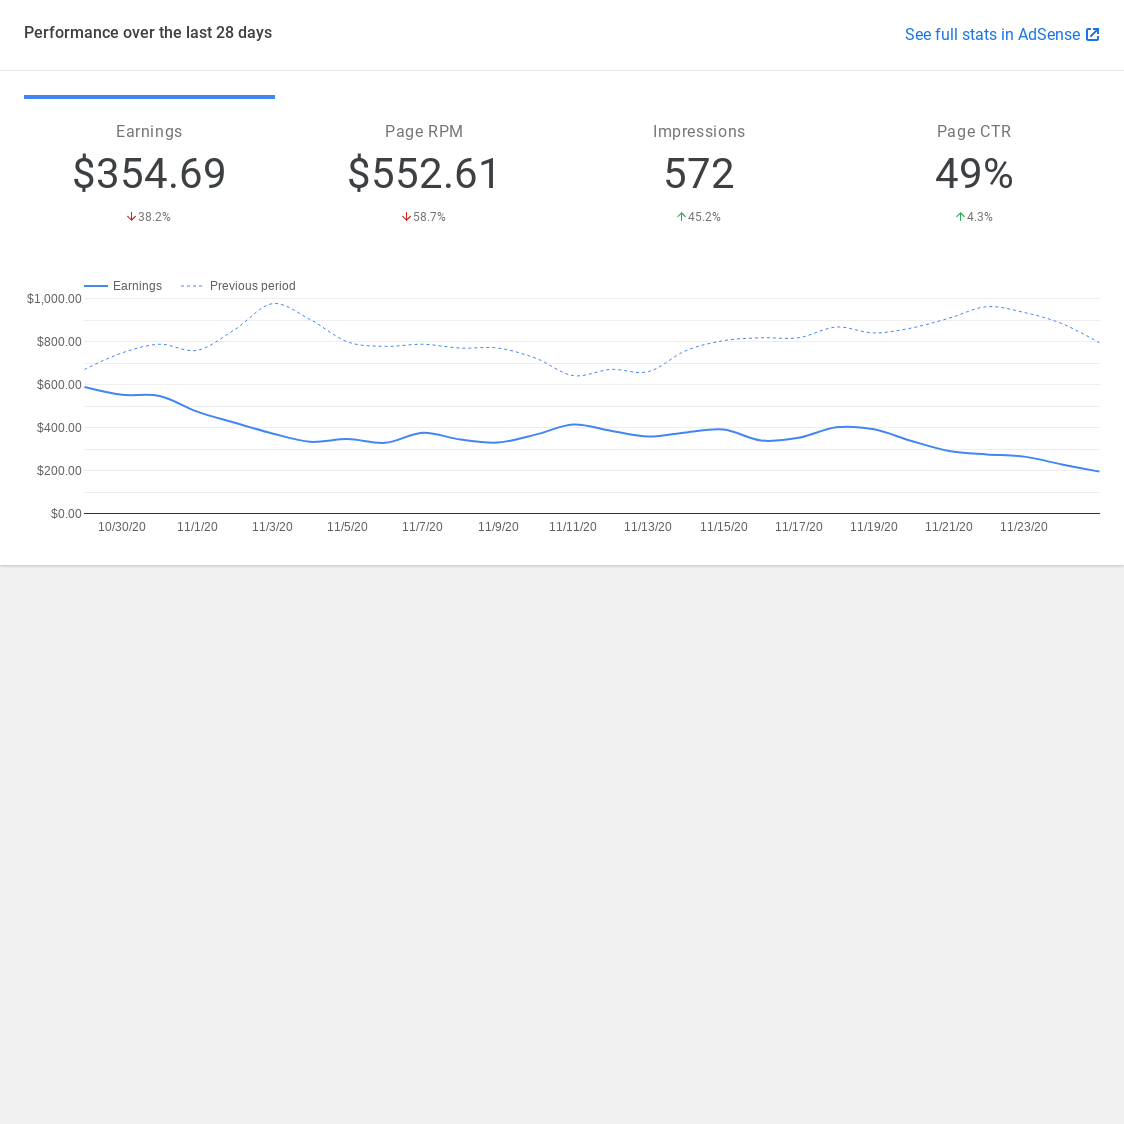 Performance over the last 28 days
See full stats in AdSense
Earnings Page RPM Impressions Page CTR
$354.69 $552.61 572 49%
38.2% 58.7% 45.2% 4.3%
Earnings Previous period
$1,000.00
$800.00
$600.00
$400.00
$200.00
$0.00
10/30/20 11/1/20 11/3/20 11/5/20 11/7/20 11/9/20 11/11/20 11/13/20 11/15/20 11/17/20 11/19/20 11/21/20 11/23/20